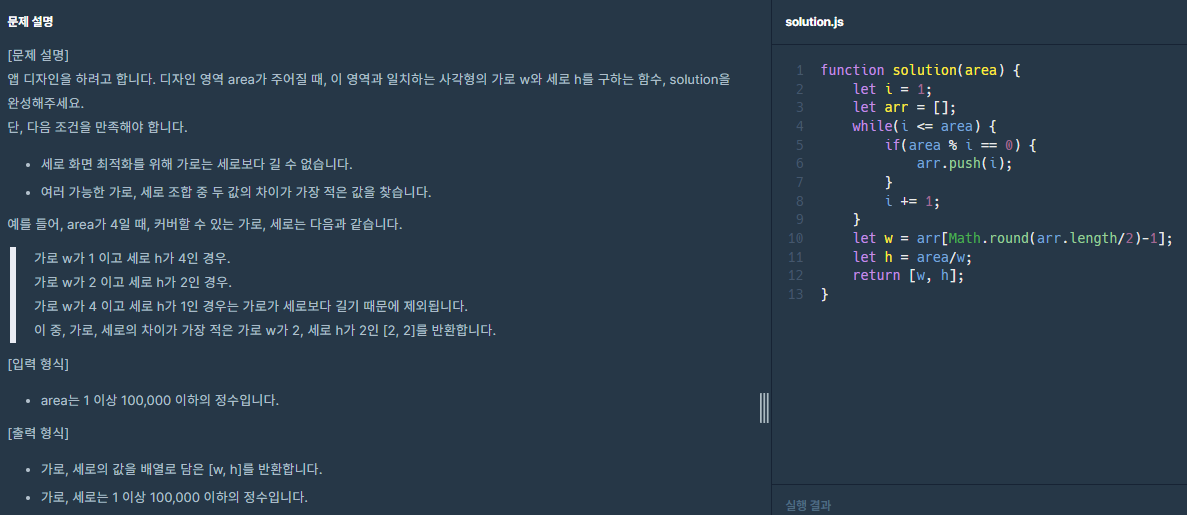 문제 설명
[문제 설명]
앱 디자인을 하려고 합니다. 디자인 영역 area가 주어질 때, 이 영역과 일치하는 사각형의 가로 w와 세로 h를 구하는 함수, solution을
완성해주세요.
단, 다음 조건을 만족해야 합니다.
• 세로 화면 최적화를 위해 가로는 세로보다 길 수 없습니다.
• 여러 가능한 가로, 세로 조합 중 두 값의 차이가 가장 적은 값을 찾습니다.
예를 들어, area가 4일 때, 커버할 수 있는 가로, 세로는 다음과 같습니다.
가로 w가 1 이고 세로 h가 4인 경우.
가로 w가 2 이고 세로 h가 2인 경우.
가로 w가 4 이고 세로 h가 1인 경우는 가로가 세로보다 길기 때문에 제외됩니다.
이 중, 가로, 세로의 차이가 가장 적은 가로 w가 2, 세로 h가 2인 [2, 2]를 반환합니다.
[입력 형식]
• area는 1 이상 100,000 이하의 정수입니다.
[출력 형식]
• 가로, 세로의 값을 배열로 담은 [w, h]를 반환합니다.
• 가로, 세로는 1 이상 100,000 이하의 정수입니다.
solution.js
1 function solution(area) {
2     let i = 1;
3     let arr = [];
4     while(i <= area) {
5         if(area % i == 0) {
6             arr.push(i);
7         }
8         i += 1;
9     }
10     let w = arr[Math.round(arr.length/2)-1];
11     let h = area/w;
12     return [w, h];
13 }
실행 결과